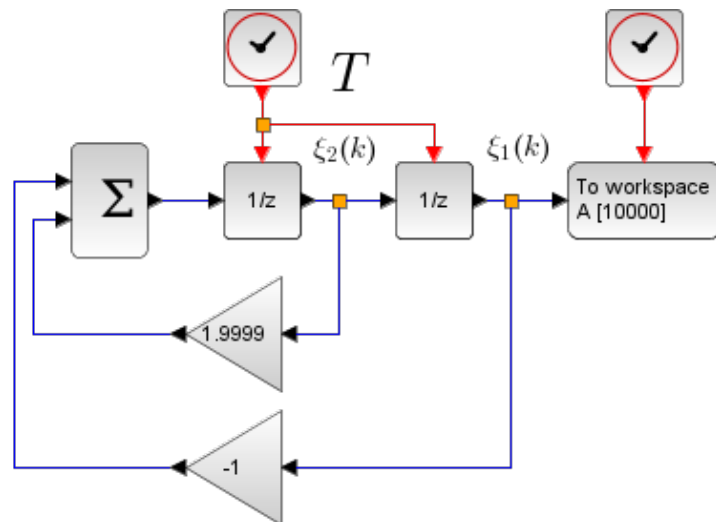 T
ξ₂(k)
ξ₁(k)
Σ
1/z
1/z
To workspace
A [10000]
1.9999
-1